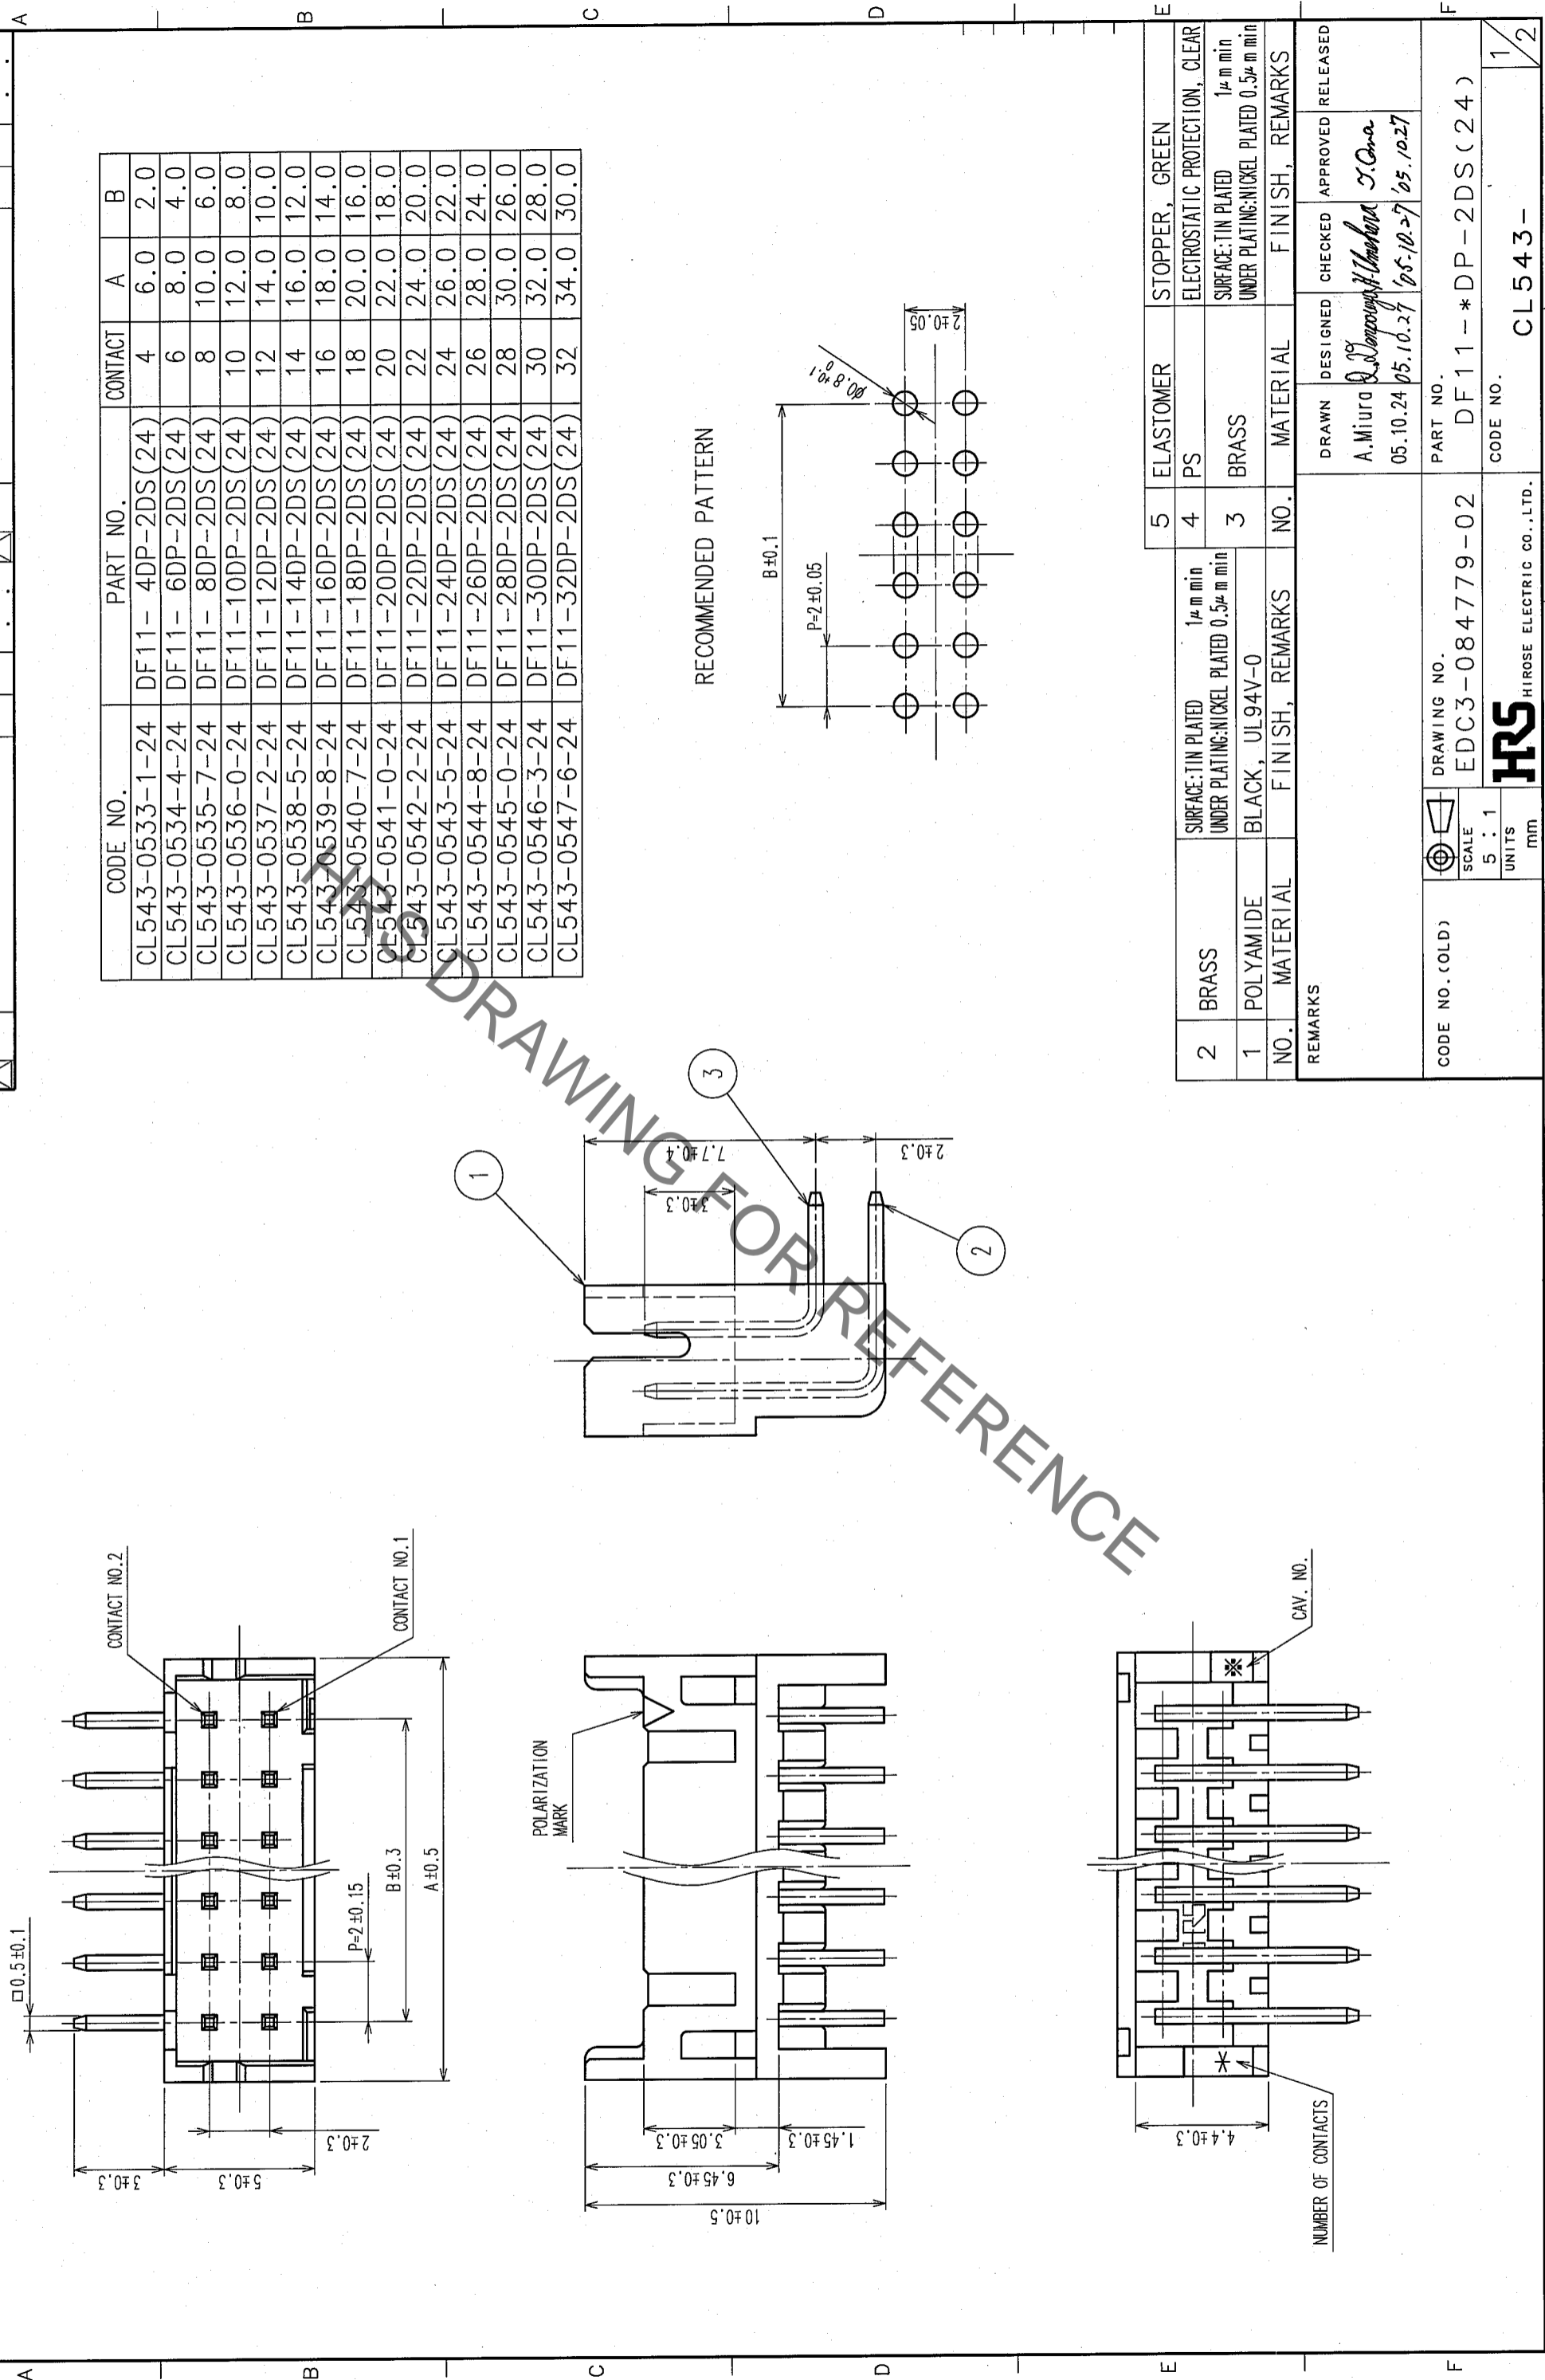 A
B
C
D
E
F
CODE NO. PART NO. CONTACT A B
CL543-0533-1-24 DF11- 4DP-2DS(24) 4 6.0 2.0
CL543-0534-4-24 DF11- 6DP-2DS(24) 6 8.0 4.0
CL543-0535-7-24 DF11- 8DP-2DS(24) 8 10.0 6.0
CL543-0536-0-24 DF11-10DP-2DS(24) 10 12.0 8.0
CL543-0537-2-24 DF11-12DP-2DS(24) 12 14.0 10.0
CL543-0538-5-24 DF11-14DP-2DS(24) 14 16.0 12.0
CL543-0539-8-24 DF11-16DP-2DS(24) 16 18.0 14.0
CL543-0540-7-24 DF11-18DP-2DS(24) 18 20.0 16.0
CL543-0541-0-24 DF11-20DP-2DS(24) 20 22.0 18.0
CL543-0542-2-24 DF11-22DP-2DS(24) 22 24.0 20.0
CL543-0543-5-24 DF11-24DP-2DS(24) 24 26.0 22.0
CL543-0544-8-24 DF11-26DP-2DS(24) 26 28.0 24.0
CL543-0545-0-24 DF11-28DP-2DS(24) 28 30.0 26.0
CL543-0546-3-24 DF11-30DP-2DS(24) 30 32.0 28.0
CL543-0547-6-24 DF11-32DP-2DS(24) 32 34.0 30.0
□0.5±0.1
CONTACT NO.2
CONTACT NO.1
3±0.3
5±0.3
2±0.3
P=2±0.15
B±0.3
A±0.5
1
3
2
7.7±0.4
3±0.3
2±0.3
RECOMMENDED PATTERN
B±0.1
P=2±0.05
ø0.8 +0.1 0
2±0.05
POLARIZATION
MARK
10±0.5
6.45±0.3
3.05±0.3
1.45±0.3
4.4±0.3
NUMBER OF CONTACTS
CAV. NO.
*
※
HRS DRAWING FOR REFERENCE
5 ELASTOMER STOPPER, GREEN
4 PS ELECTROSTATIC PROTECTION, CLEAR
3 BRASS SURFACE:TIN PLATED 1μm min
UNDER PLATING:NICKEL PLATED 0.5μm min
NO. MATERIAL FINISH, REMARKS
2 BRASS SURFACE:TIN PLATED 1μm min
UNDER PLATING:NICKEL PLATED 0.5μm min
1 POLYAMIDE BLACK, UL94V-0
NO. MATERIAL FINISH, REMARKS
REMARKS
DRAWN DESIGNED CHECKED APPROVED RELEASED
A.Miura
05.10.24 05.10.27 '05.10.27 '05.10.27
CODE NO.(OLD)
SCALE
5 : 1
UNITS
mm
DRAWING NO.
EDC3-084779-02
PART NO.
DF11-*DP-2DS(24)
HRS HIROSE ELECTRIC CO.,LTD.
CODE NO.
CL543-
1/2
A
B
C
D
E
F